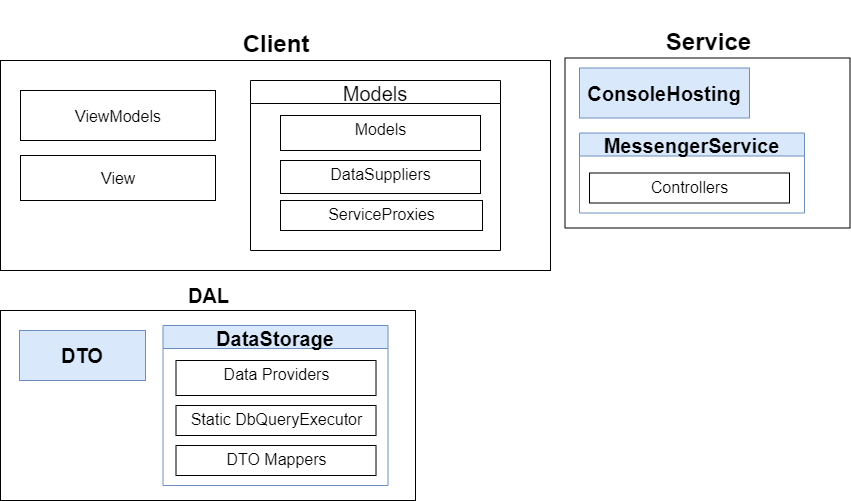 Client
ViewModels
View
Models
Models
DataSuppliers
ServiceProxies
Service
ConsoleHosting
MessengerService
Controllers
DAL
DTO
DataStorage
Data Providers
Static DbQueryExecutor
DTO Mappers